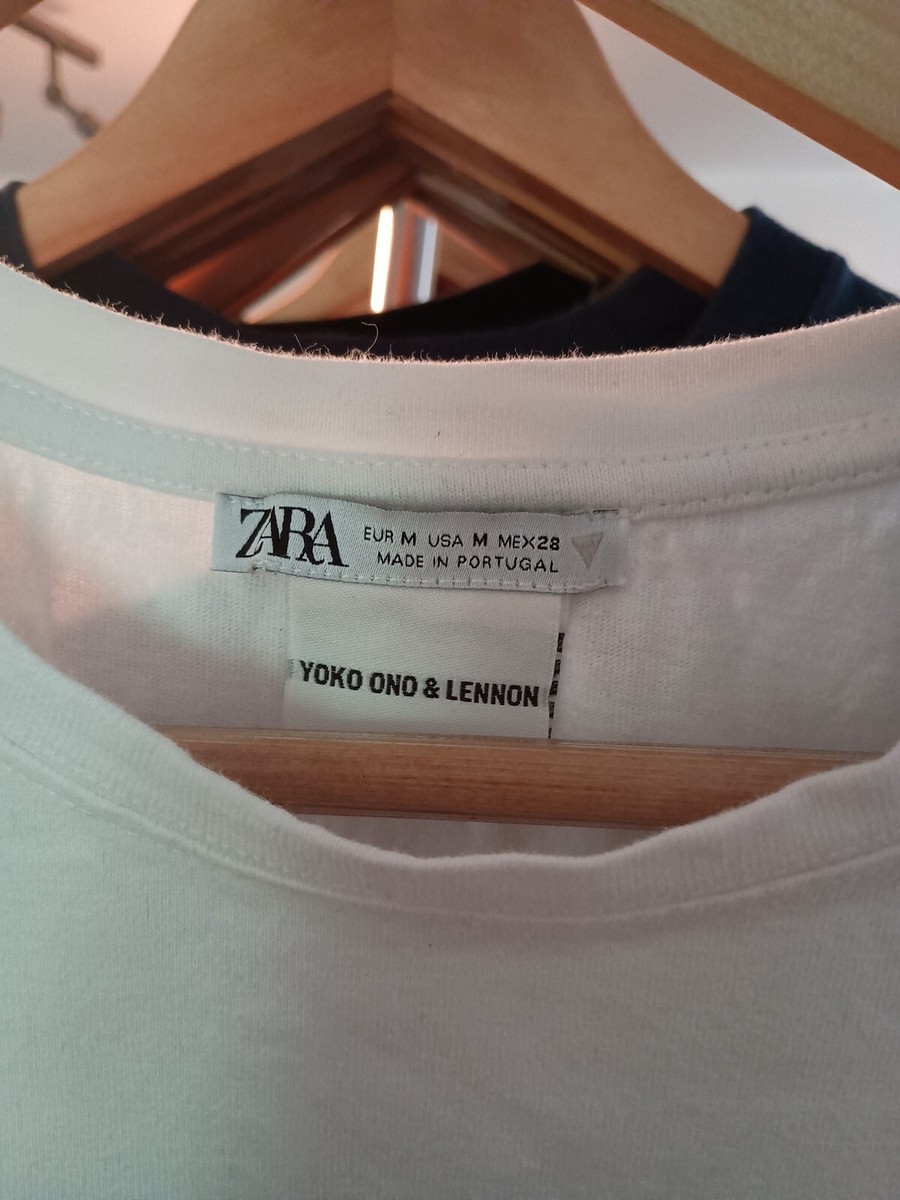 ZARA
EUR M USA M MEX28
MADE IN PORTUGAL
YOKO ONO & LENNON